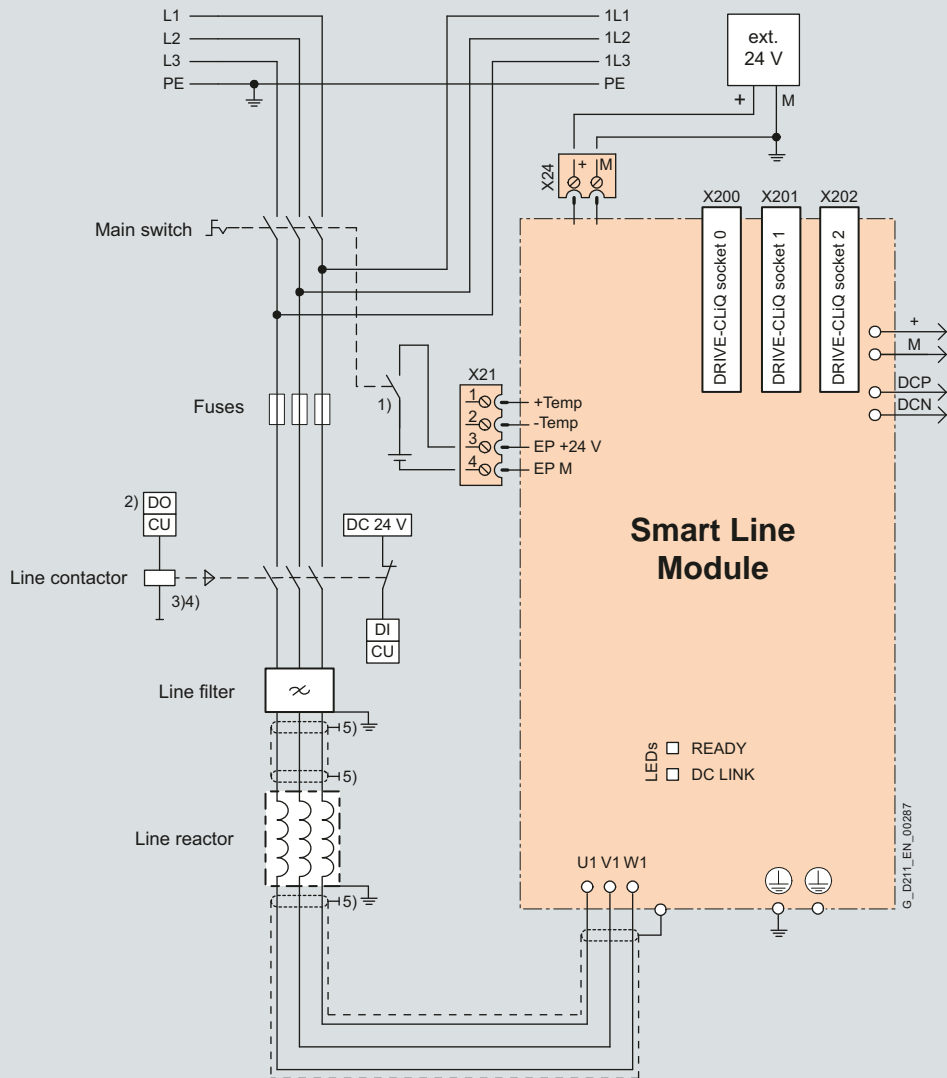 L1
L2
L3
PE
1L1
1L2
1L3
PE
ext.
24 V
+
M
X24
+ M
X200 X201 X202
DRIVE-CLiQ socket 0
DRIVE-CLiQ socket 1
DRIVE-CLiQ socket 2
+
M
DCP
DCN
Main switch
1)
X21
1
2
3
4
+Temp
-Temp
EP +24 V
EP M
Fuses
2)
DO
CU
DC 24 V
Line contactor
3)4)
DI
CU
Smart Line
Module
Line filter
5)
5)
Line reactor
5)
LEDs
READY
DC LINK
U1 V1 W1
G_D211_EN_00287